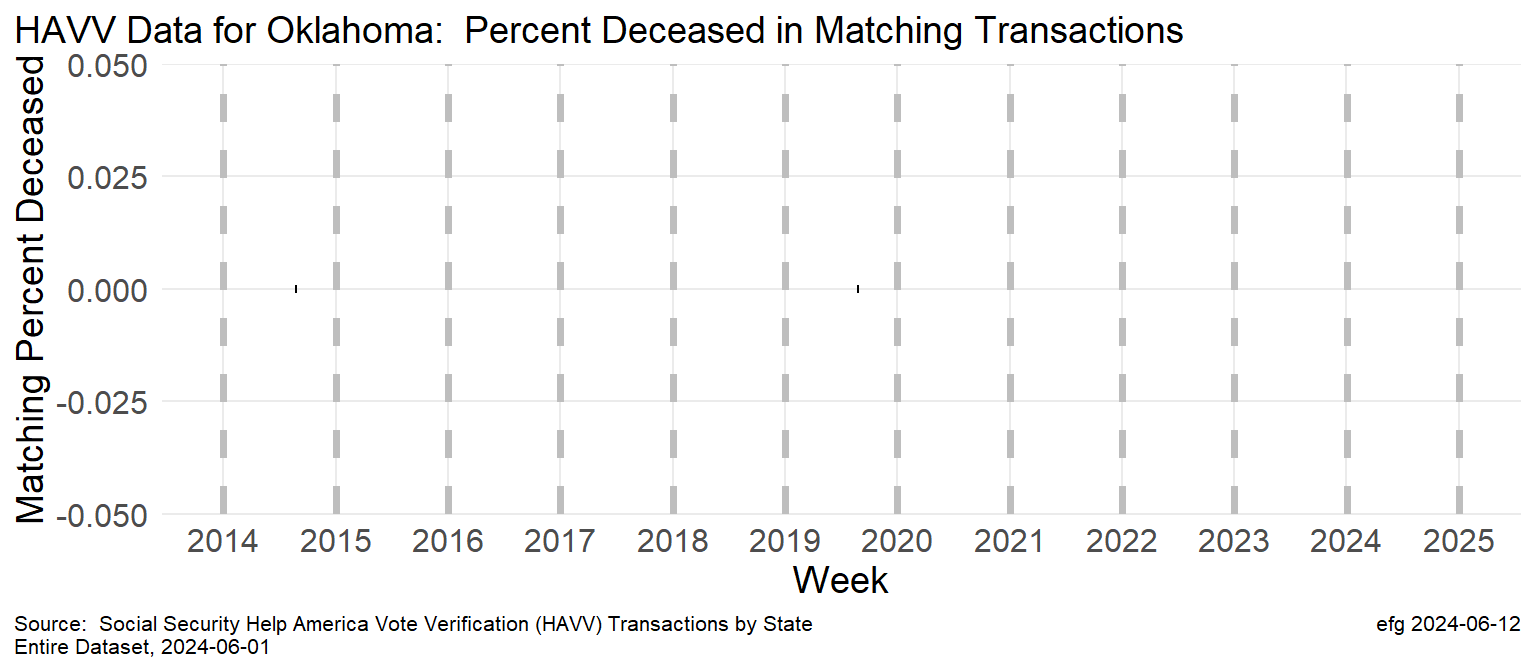 HAVV Data for Oklahoma:  Percent Deceased in Matching Transactions
Matching Percent Deceased
0.050
0.025
0.000
-0.025
-0.050
2014 2015 2016 2017 2018 2019 2020 2021 2022 2023 2024 2025
Week
Source:  Social Security Help America Vote Verification (HAVV) Transactions by State
Entire Dataset, 2024-06-01
efg 2024-06-12